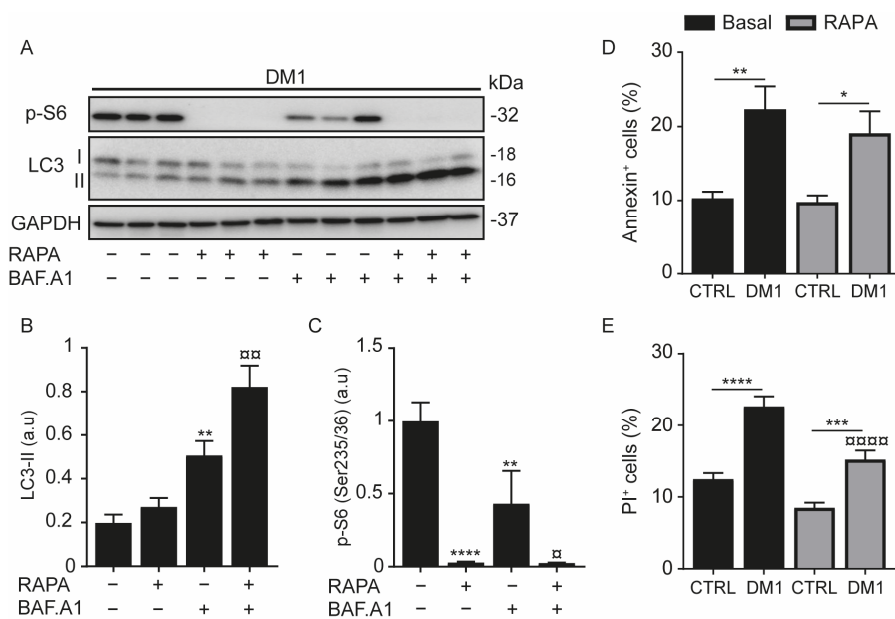 A
DM1
kDa
p-S6
-32
LC3
I
II
-18
-16
GAPDH
-37
RAPA − − − + + + − − − + + +
BAF.A1 − − − − − − + + + + + +
B
LC3-II (a.u)
1
0.8
0.6
0.4
0.2
0
**
¤¤
RAPA − + − +
BAF.A1 − − + +
C
p-S6 (Ser235/36) (a.u)
1.5
1
0.5
0
****
**
¤
RAPA − + − +
BAF.A1 − − + +
Basal RAPA
D
Annexin⁺ cells (%)
30
20
10
0
**
*
CTRL DM1 CTRL DM1
E
PI⁺ cells (%)
30
20
10
0
****
***
¤¤¤¤
CTRL DM1 CTRL DM1